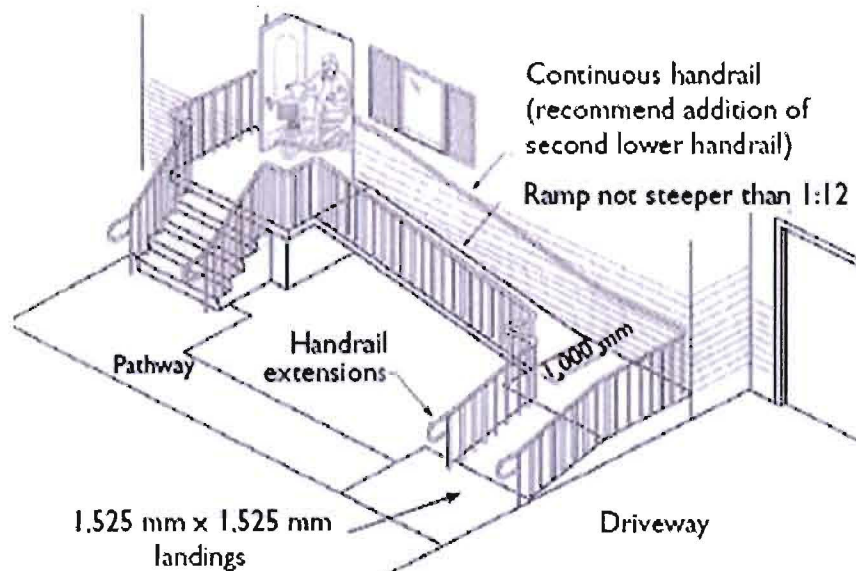 Continuous handrail
(recommend addition of
second lower handrail)
Ramp not steeper than 1:12
1,000 mm
Handrail
extensions
Pathway
1,525 mm x 1,525 mm
landings
Driveway